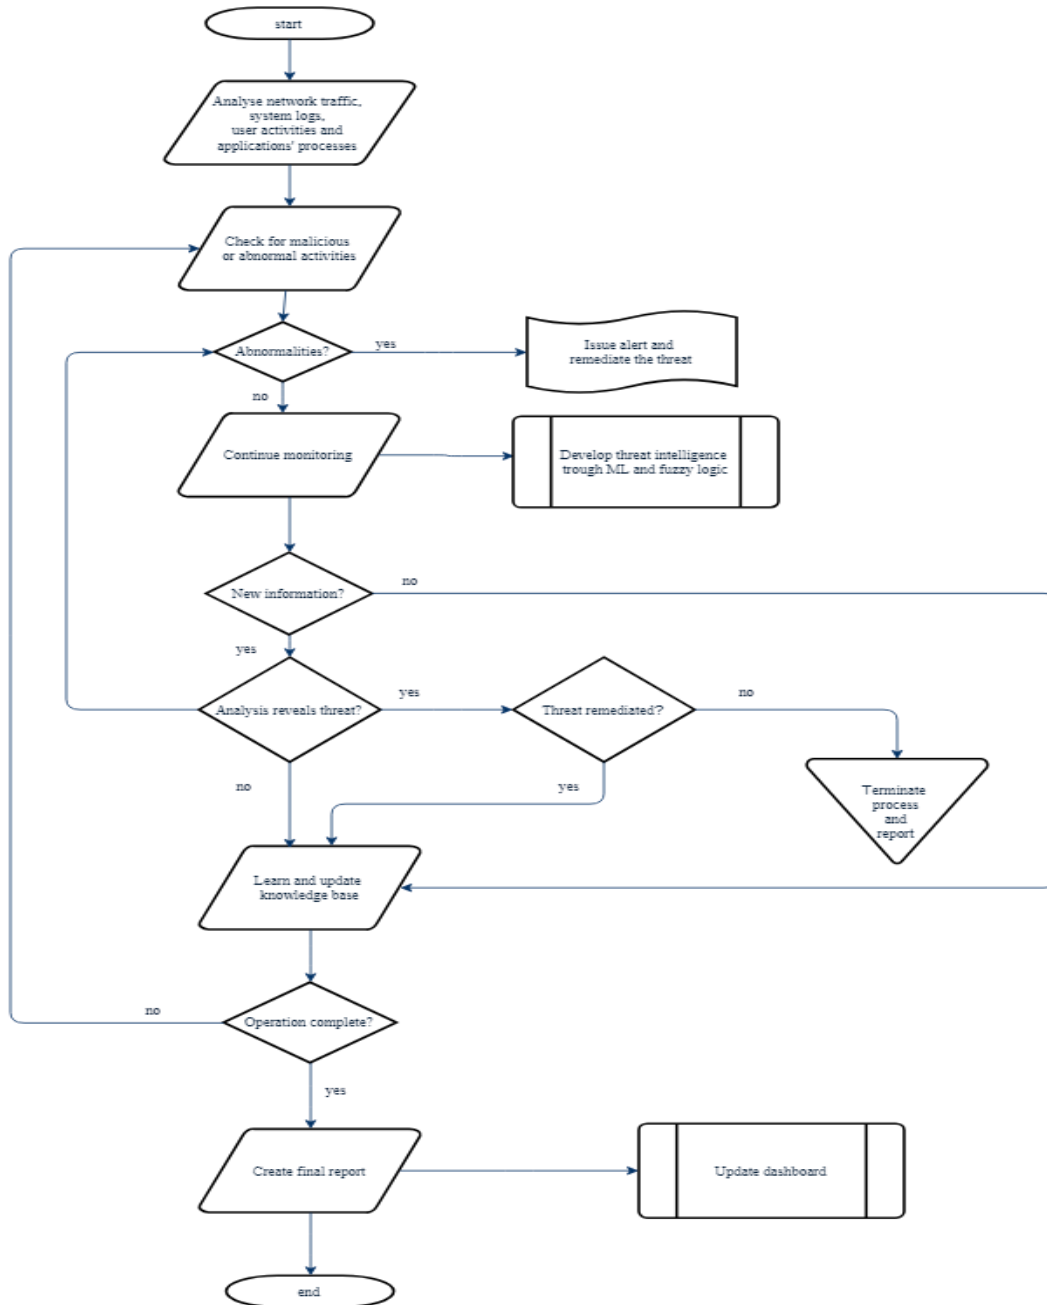 start
Analyse network traffic,
system logs,
user activities and
applications' processes
Check for malicious
or abnormal activities
Abnormalities?
yes
Issue alert and
remediate the threat
no
Continue monitoring
Develop threat intelligence
trough ML and fuzzy logic
New information?
no
yes
Analysis reveals threat?
yes
Threat remediated?
no
Terminate
process
and
report
no
yes
Learn and update
knowledge base
Operation complete?
no
yes
Create final report
Update dashboard
end